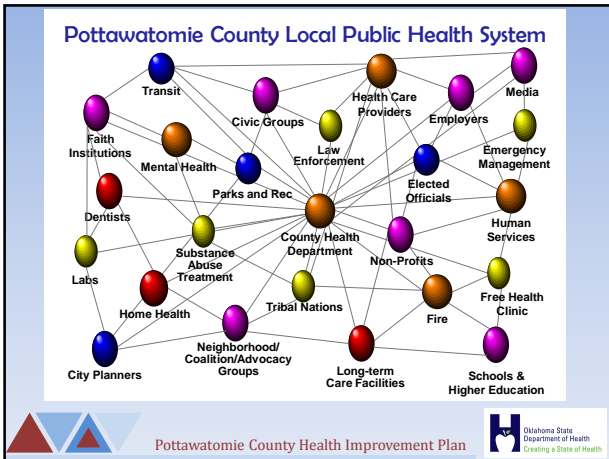 Pottawatomie County Local Public Health System
Transit
Civic Groups
Health Care
Providers
Employers
Media
Faith
Institutions
Mental Health
Law
Enforcement
Emergency
Management
Parks and Rec
Elected
Officials
Dentists
County Health
Department
Human
Services
Labs
Substance
Abuse
Treatment
Non-Profits
Home Health
Tribal Nations
Fire
Free Health
Clinic
City Planners
Neighborhood/
Coalition/Advocacy
Groups
Long-term
Care Facilities
Schools &
Higher Education
Pottawatomie County Health Improvement Plan
Oklahoma State
Department of Health
Creating a State of Health